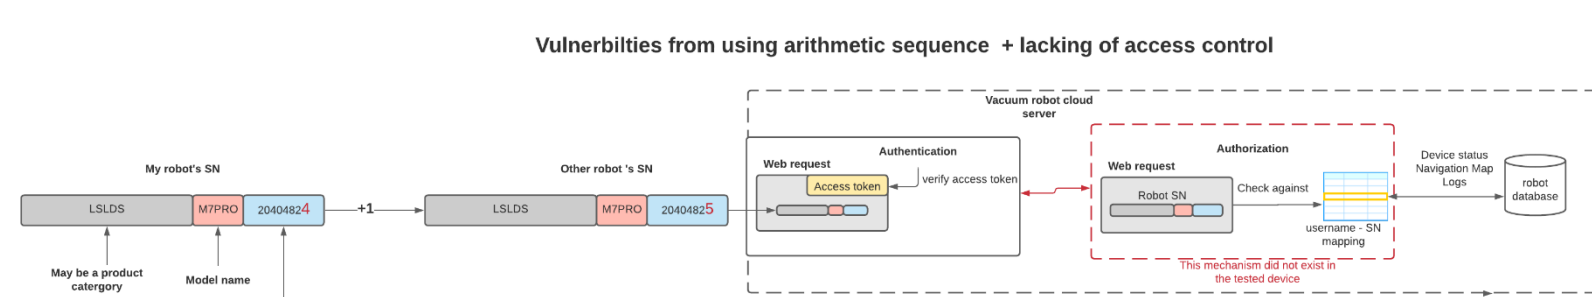 Vulnerbilties from using arithmetic sequence + lacking of access control
Vacuum robot cloud
server
My robot's SN
LSLDS
M7PRO
20404824
May be a product
catergory
Model name
+1
Other robot 's SN
LSLDS
M7PRO
20404825
Authentication
Web request
Access token
verify access token
Authorization
Web request
Robot SN
Check against
username - SN
mapping
This mechanism did not exist in
the tested device
Device status
Navigation Map
Logs
robot
database